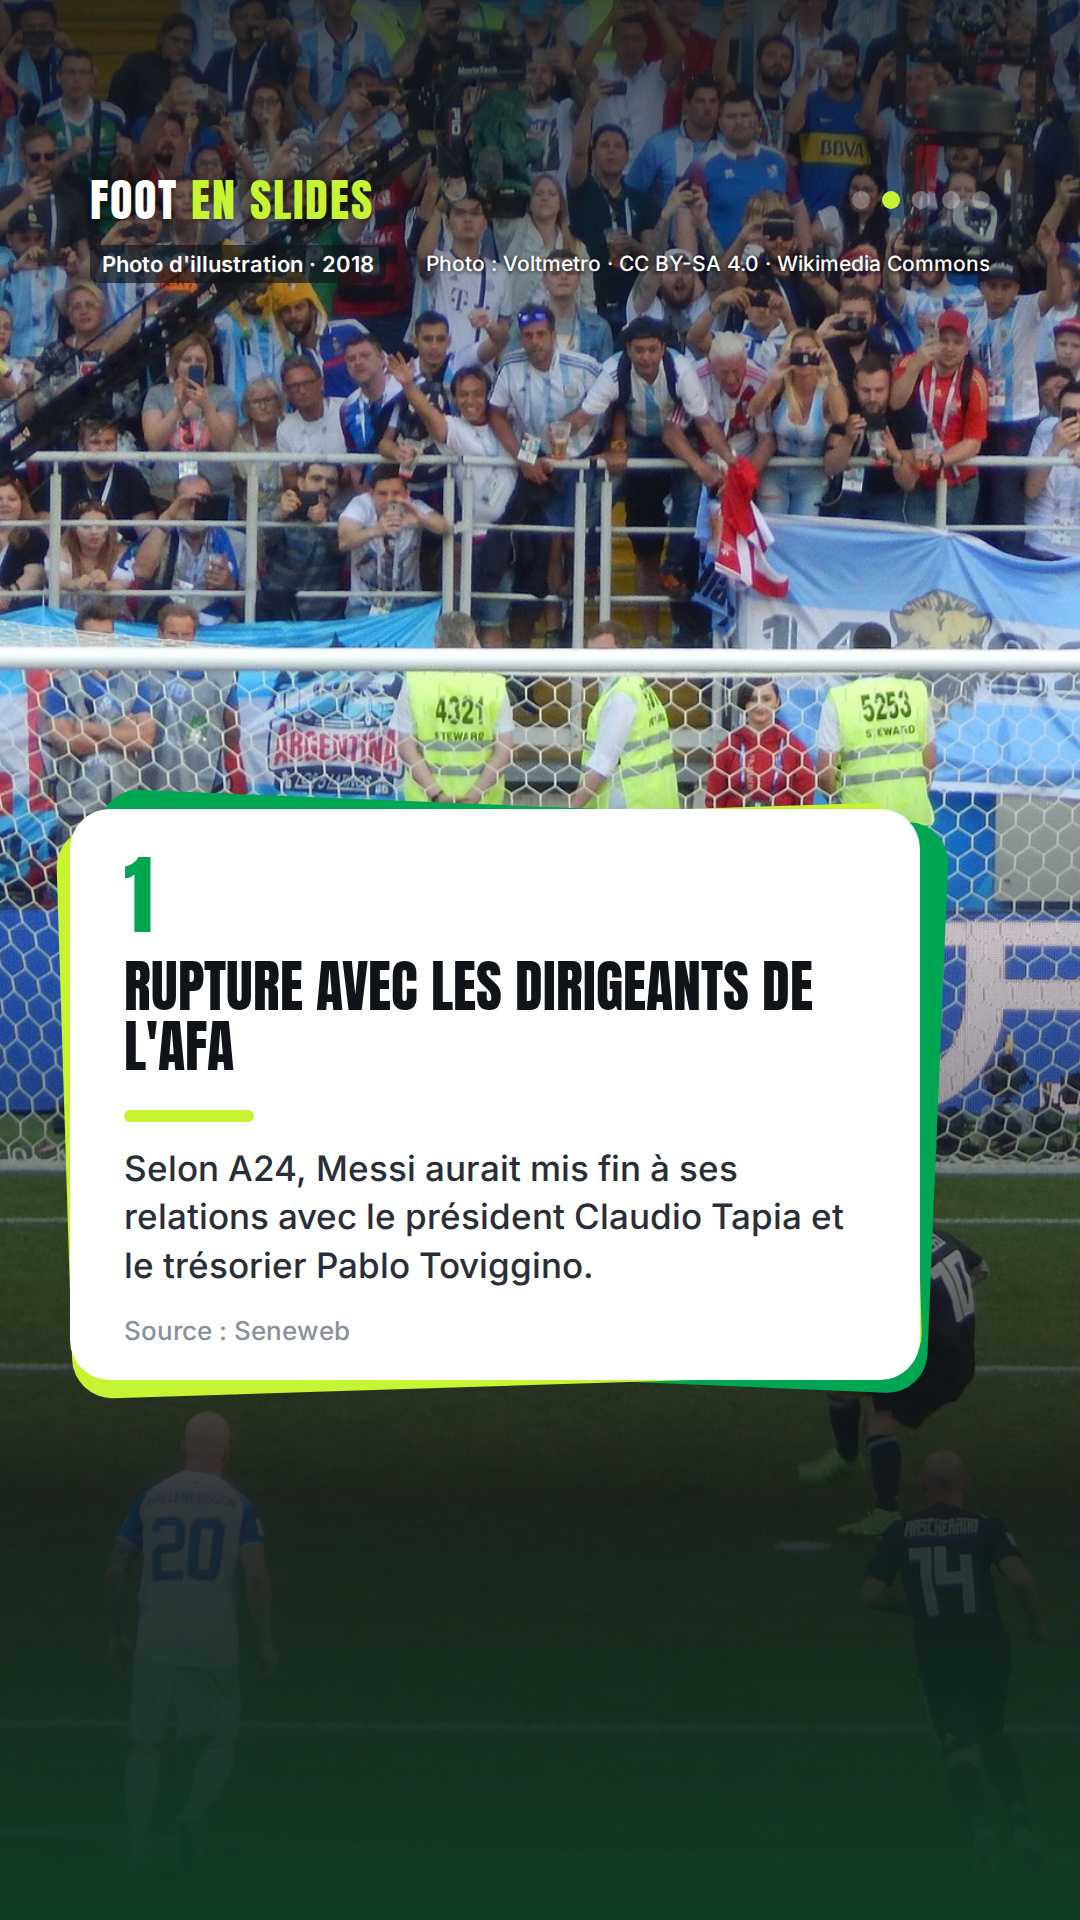 FOOT EN SLIDES
Photo d'illustration · 2018
Photo : Voltmetro · CC BY-SA 4.0 · Wikimedia Commons
BBVA
4321
STEWARD
5253
STEWARD
ARGENTINA
1
RUPTURE AVEC LES DIRIGEANTS DE
L'AFA
Selon A24, Messi aurait mis fin à ses
relations avec le président Claudio Tapia et
le trésorier Pablo Toviggino.
Source : Seneweb
10
20
MASCHERANO
14